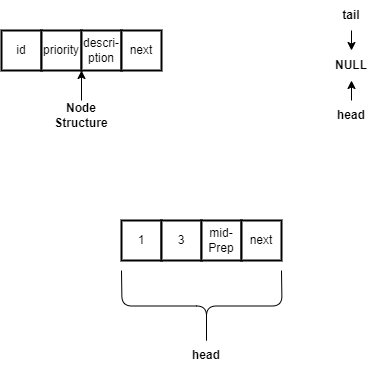 tail
id
priority
descri-
ption
next
NULL
Node
Structure
head
1
3
mid-
Prep
next
head